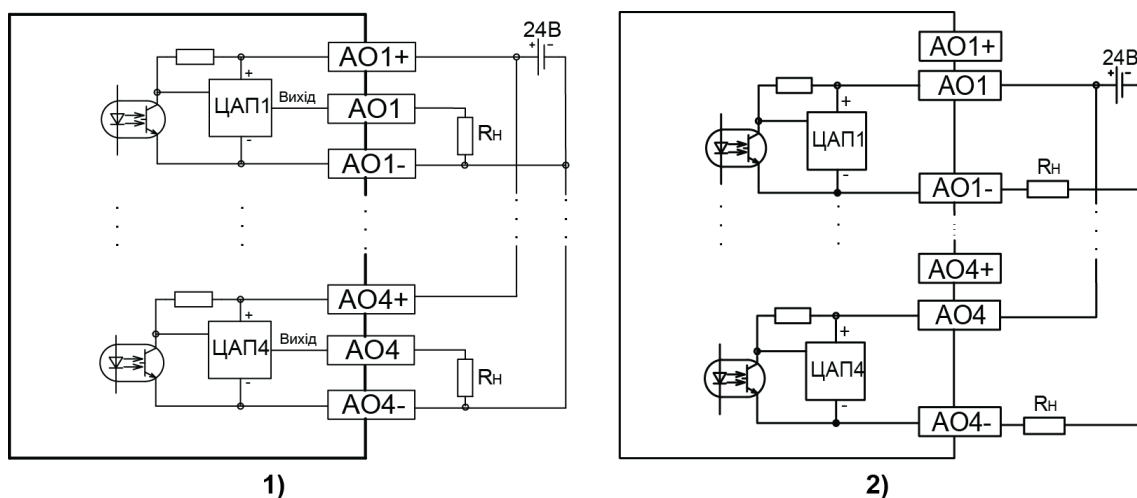 24В
+ -
АО1+
+
ЦАП1
Вихід
АО1
Rн
-
АО1-
АО4+
+
ЦАП4
Вихід
АО4
Rн
-
АО4-
1)
АО1+
24В
+ -
АО1
+
ЦАП1
-
АО1-
Rн
АО4+
АО4
+
ЦАП4
-
АО4-
Rн
2)